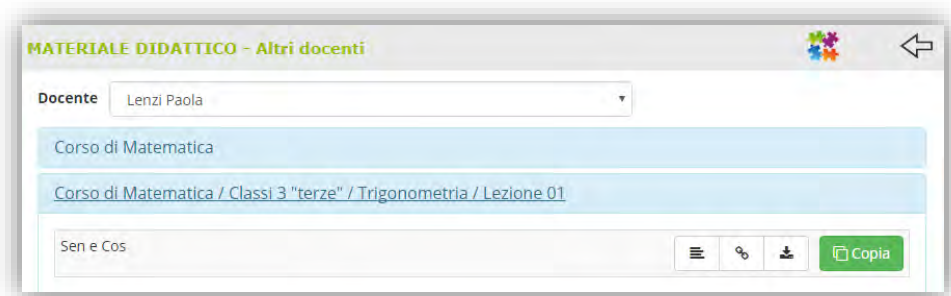 MATERIALE DIDATTICO - Altri docenti
Docente Lenzi Paola
Corso di Matematica
Corso di Matematica / Classi 3 "terze" / Trigonometria / Lezione 01
Sen e Cos Copia